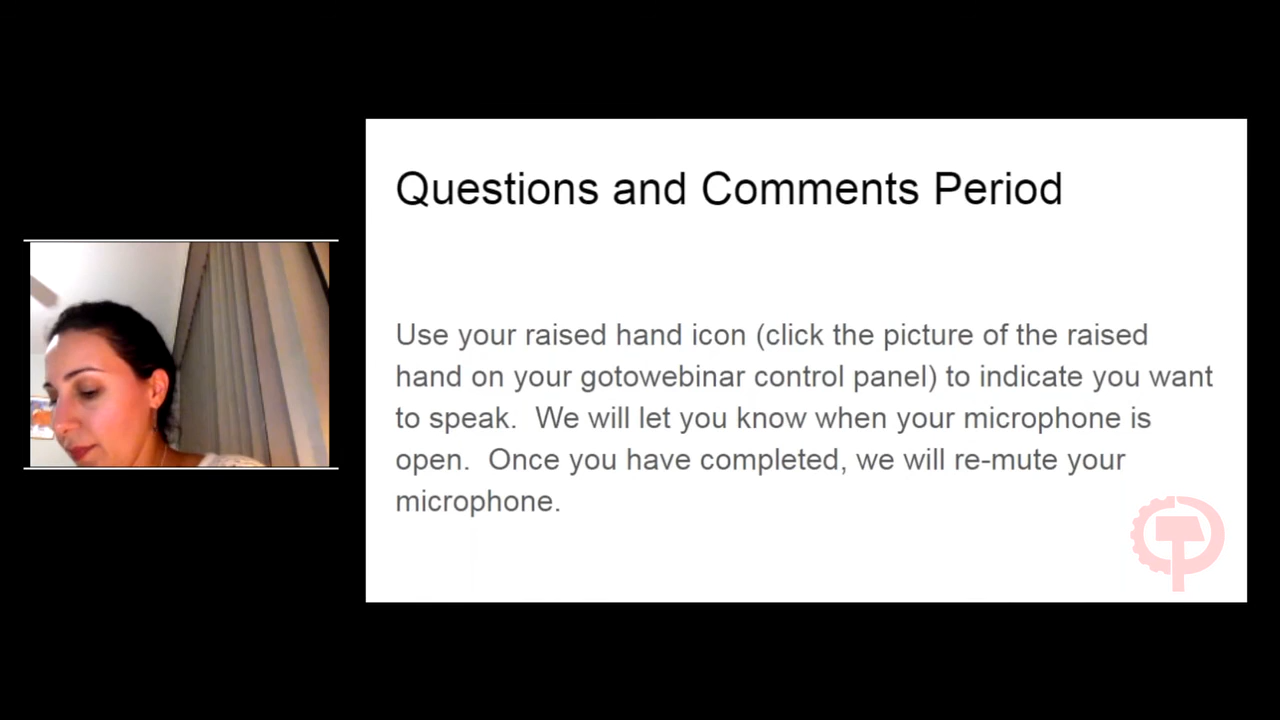 Questions and Comments Period
Use your raised hand icon (click the picture of the raised
hand on your gotowebinar control panel) to indicate you want
to speak.  We will let you know when your microphone is
open.  Once you have completed, we will re-mute your
microphone.